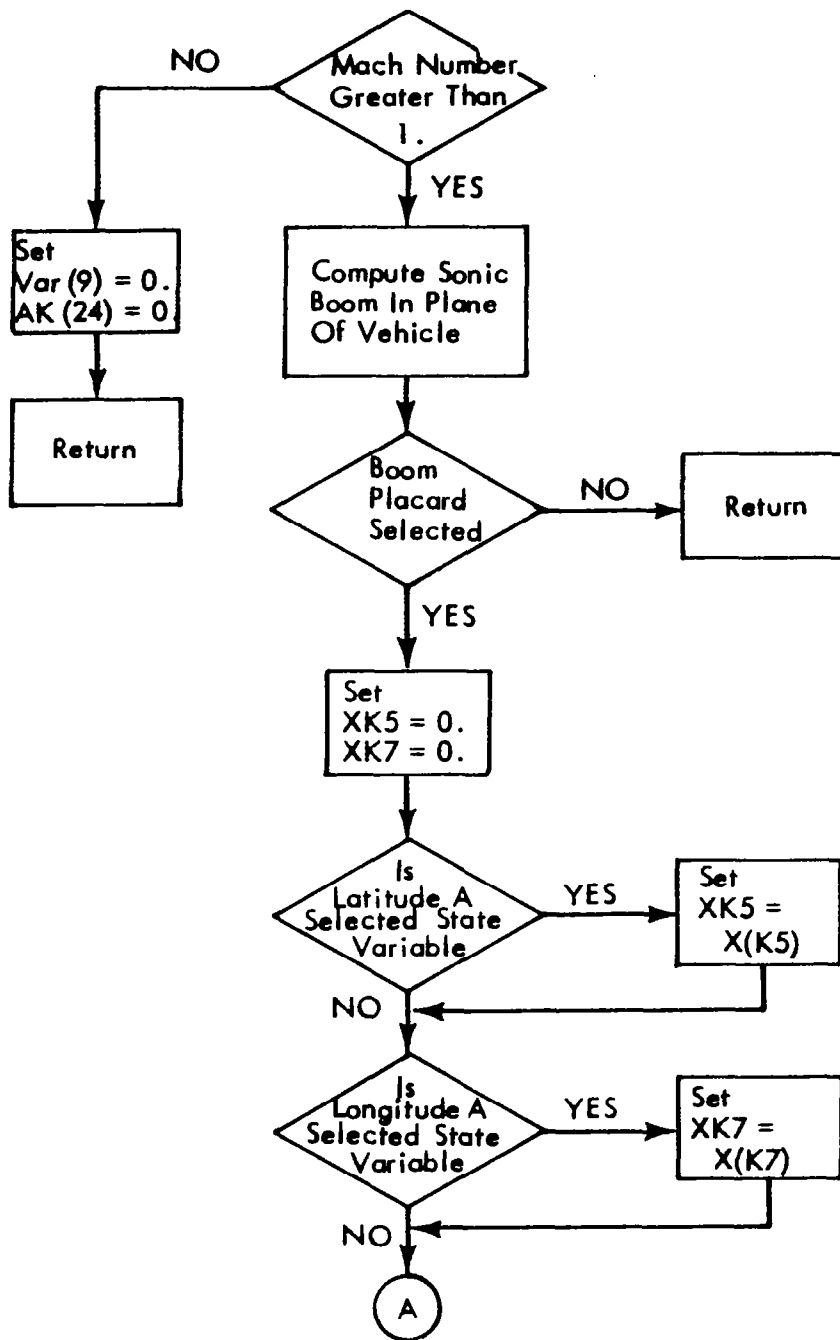 NO
Mach Number
Greater Than
1.
YES
Set
Var (9) = 0.
AK (24) = 0
Compute Sonic
Boom In Plane
Of Vehicle
Return
Boom
Placard
Selected
NO
Return
YES
Set
XK5 = 0.
XK7 = 0.
Is
Latitude A
Selected State
Variable
YES
Set
XK5 =
X(K5)
NO
Is
Longitude A
Selected State
Variable
YES
Set
XK7 =
X(K7)
NO
A